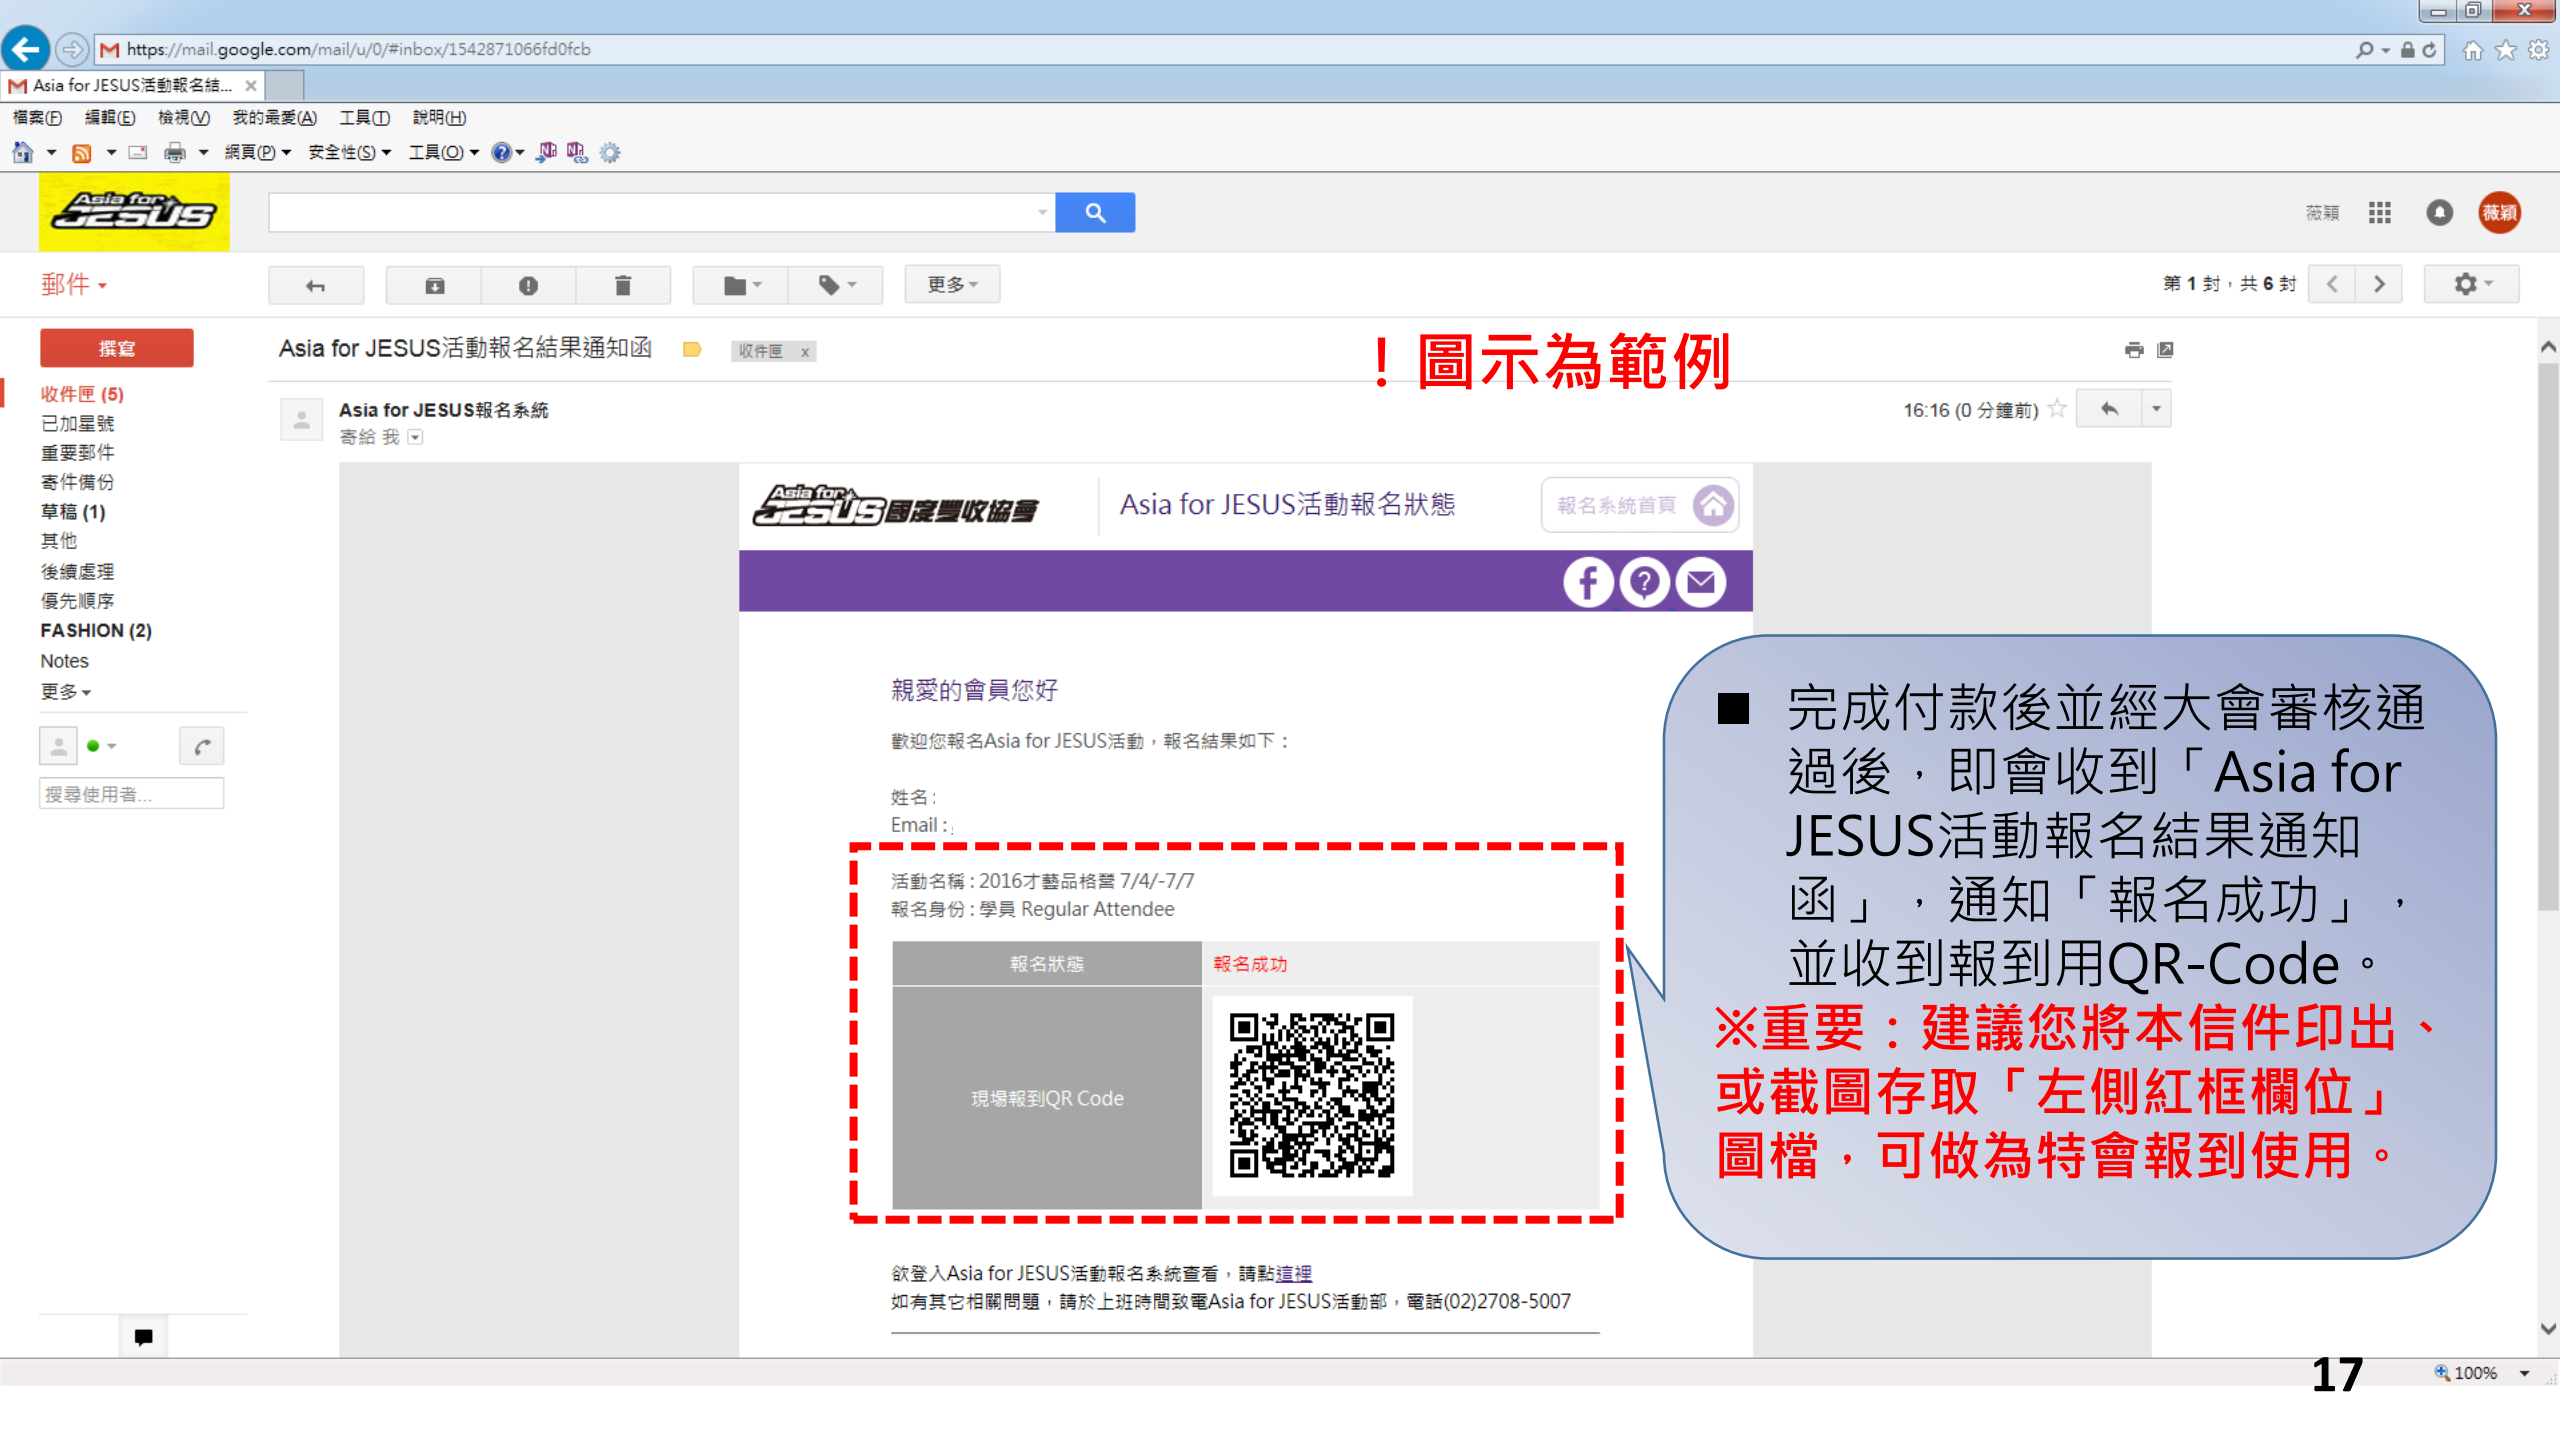 https://mail.google.com/mail/u/0/#inbox/1542871066fd0fcb
Asia for JESUS活動報名結...
檔案(F) 編輯(E) 檢視(V) 我的最愛(A) 工具(T) 說明(H)
網頁(P) 安全性(S) 工具(O)
Asia for JESUS
薇穎
薇穎
郵件
更多
第 1 封，共 6 封
撰寫
收件匣 (5)
已加星號
重要郵件
寄件備份
草稿 (1)
其他
後續處理
優先順序
FASHION (2)
Notes
更多
搜尋使用者...
Asia for JESUS活動報名結果通知函
收件匣 x
！圖示為範例
Asia for JESUS報名系統
寄給 我
16:16 (0 分鐘前)
Asia for JESUS 國度豐收協會
Asia for JESUS活動報名狀態
報名系統首頁
親愛的會員您好
歡迎您報名Asia for JESUS活動，報名結果如下：
姓名 :
Email :
活動名稱 : 2016才藝品格營 7/4/-7/7
報名身份 : 學員 Regular Attendee
報名狀態 報名成功
現場報到QR Code
欲登入Asia for JESUS活動報名系統查看，請點這裡
如有其它相關問題，請於上班時間致電Asia for JESUS活動部，電話(02)2708-5007
■ 完成付款後並經大會審核通
過後，即會收到「Asia for
JESUS活動報名結果通知
函」，通知「報名成功」，
並收到報到用QR-Code。
※重要：建議您將本信件印出、
或截圖存取「左側紅框欄位」
圖檔，可做為特會報到使用。
17
100%